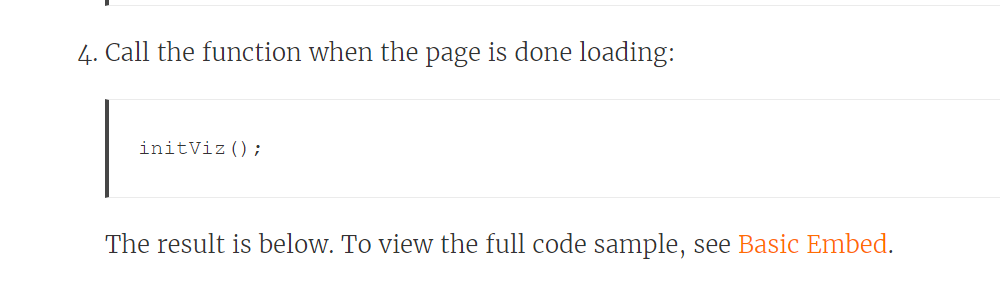 4. Call the function when the page is done loading:
initViz();
The result is below. To view the full code sample, see Basic Embed.